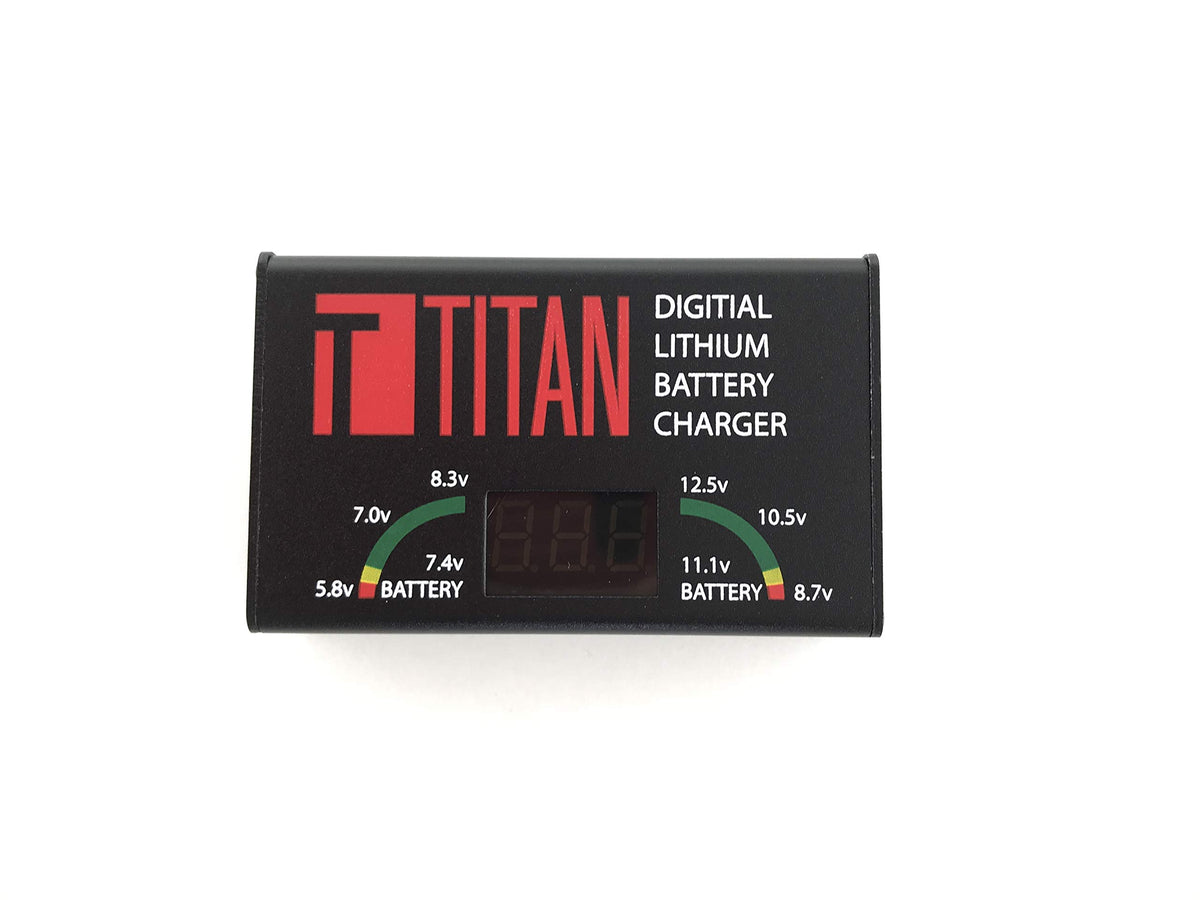 TITAN
DIGITIAL
LITHIUM
BATTERY
CHARGER
8.3v
7.0v
7.4v
5.8v BATTERY
12.5v
10.5v
11.1v
BATTERY 8.7v